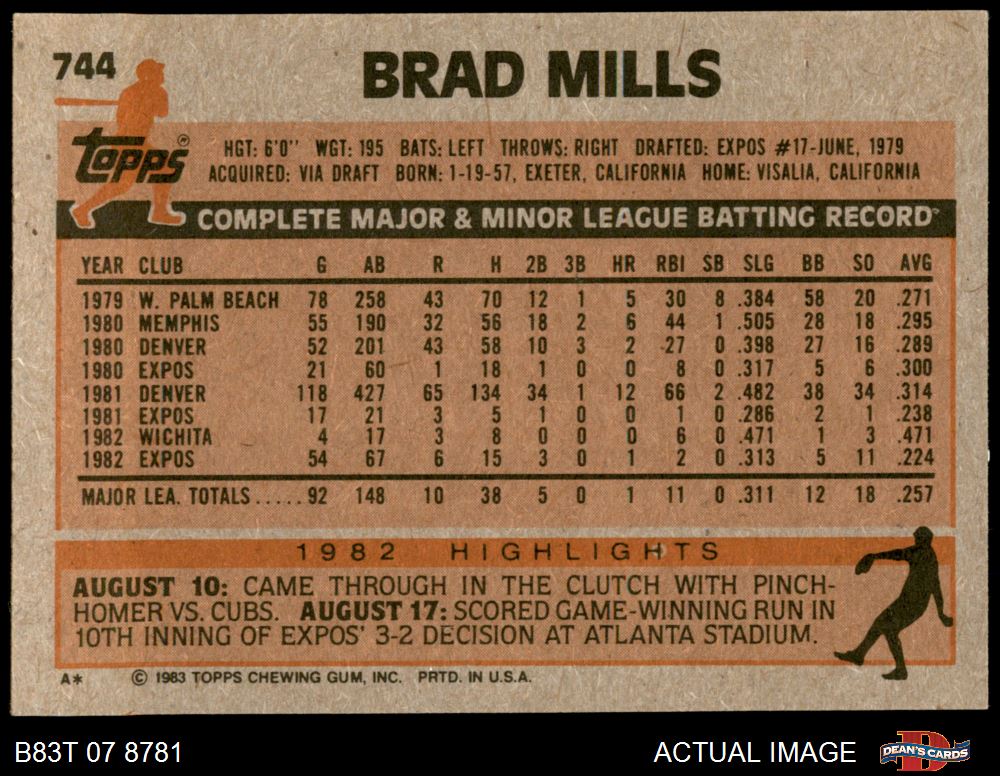 744
BRAD MILLS
Topps®
HGT: 6'0" WGT: 195 BATS: LEFT THROWS: RIGHT DRAFTED: EXPOS #17-JUNE, 1979
ACQUIRED: VIA DRAFT BORN: 1-19-57, EXETER, CALIFORNIA HOME: VISALIA, CALIFORNIA
COMPLETE MAJOR & MINOR LEAGUE BATTING RECORD
YEAR CLUB G AB R H 2B 3B HR RBI SB SLG BB SO AVG
1979 W. PALM BEACH 78 258 43 70 12 1 5 30 8 .384 58 20 .271
1980 MEMPHIS 55 190 32 56 18 2 6 44 1 .505 28 18 .295
1980 DENVER 52 201 43 58 10 3 2 27 0 .398 27 16 .289
1980 EXPOS 21 60 1 18 1 0 0 8 0 .317 5 6 .300
1981 DENVER 118 427 65 134 34 1 12 66 2 .482 38 34 .314
1981 EXPOS 17 21 3 5 1 0 0 1 0 .286 2 1 .238
1982 WICHITA 4 17 3 8 0 0 0 6 0 .471 1 3 .471
1982 EXPOS 54 67 6 15 3 0 1 2 0 .313 5 11 .224
MAJOR LEA. TOTALS.....92 148 10 38 5 0 1 11 0 .311 12 18 .257
1982 HIGHLIGHTS
AUGUST 10: CAME THROUGH IN THE CLUTCH WITH PINCH-
HOMER VS. CUBS. AUGUST 17: SCORED GAME-WINNING RUN IN
10TH INNING OF EXPOS' 3-2 DECISION AT ATLANTA STADIUM.
A* © 1983 TOPPS CHEWING GUM, INC. PRTD. IN U.S.A.
B83T 07 8781 ACTUAL IMAGE D DEAN'S CARDS